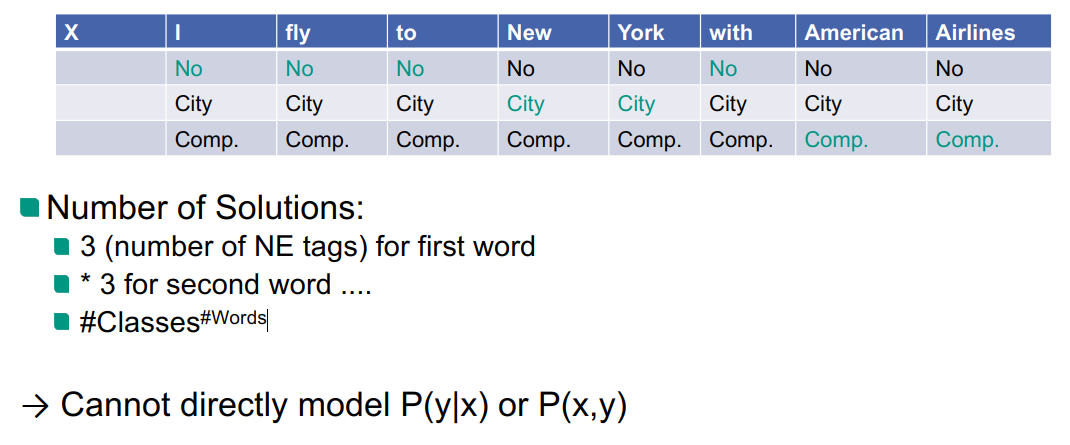 X I fly to New York with American Airlines
No No No No No No No No
City City City City City City City City
Comp. Comp. Comp. Comp. Comp. Comp. Comp. Comp.
Number of Solutions:
3 (number of NE tags) for first word
* 3 for second word ....
#Classes#Words
→ Cannot directly model P(y|x) or P(x,y)